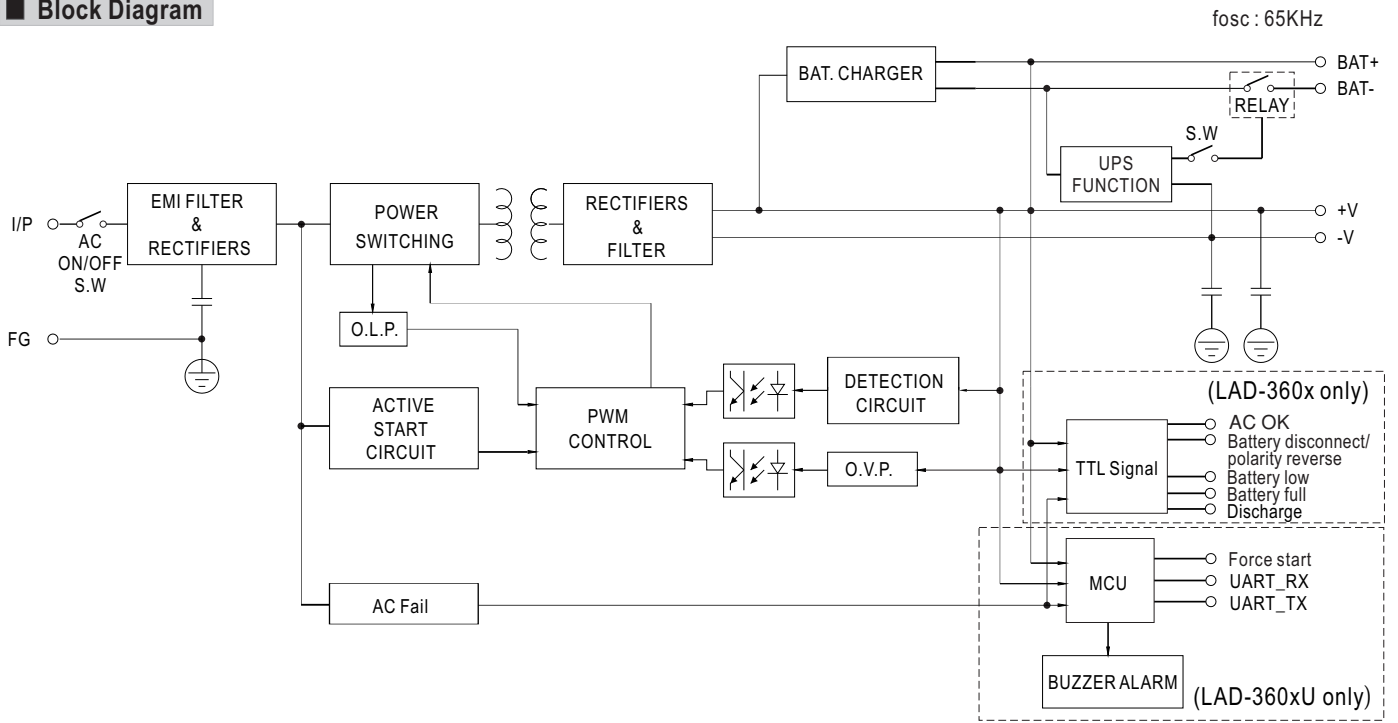 Block Diagram
fosc : 65KHz
BAT. CHARGER
BAT+
BAT-
RELAY
S.W
UPS
FUNCTION
I/P
AC
ON/OFF
S.W
EMI FILTER
&
RECTIFIERS
POWER
SWITCHING
RECTIFIERS
&
FILTER
+V
-V
FG
O.L.P.
ACTIVE
START
CIRCUIT
PWM
CONTROL
DETECTION
CIRCUIT
O.V.P.
(LAD-360x only)
TTL Signal
AC OK
Battery disconnect/
polarity reverse
Battery low
Battery full
Discharge
AC Fail
MCU
Force start
UART_RX
UART_TX
BUZZER ALARM
(LAD-360xU only)